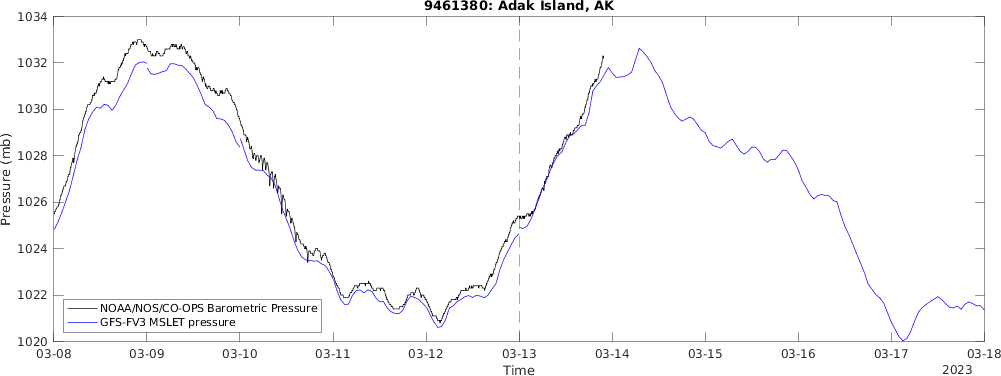 9461380: Adak Island, AK
1034
1032
1030
1028
1026
1024
1022
1020
Pressure (mb)
NOAA/NOS/CO-OPS Barometric Pressure
GFS-FV3 MSLET pressure
03-08 03-09 03-10 03-11 03-12 03-13 03-14 03-15 03-16 03-17 03-18
Time
2023